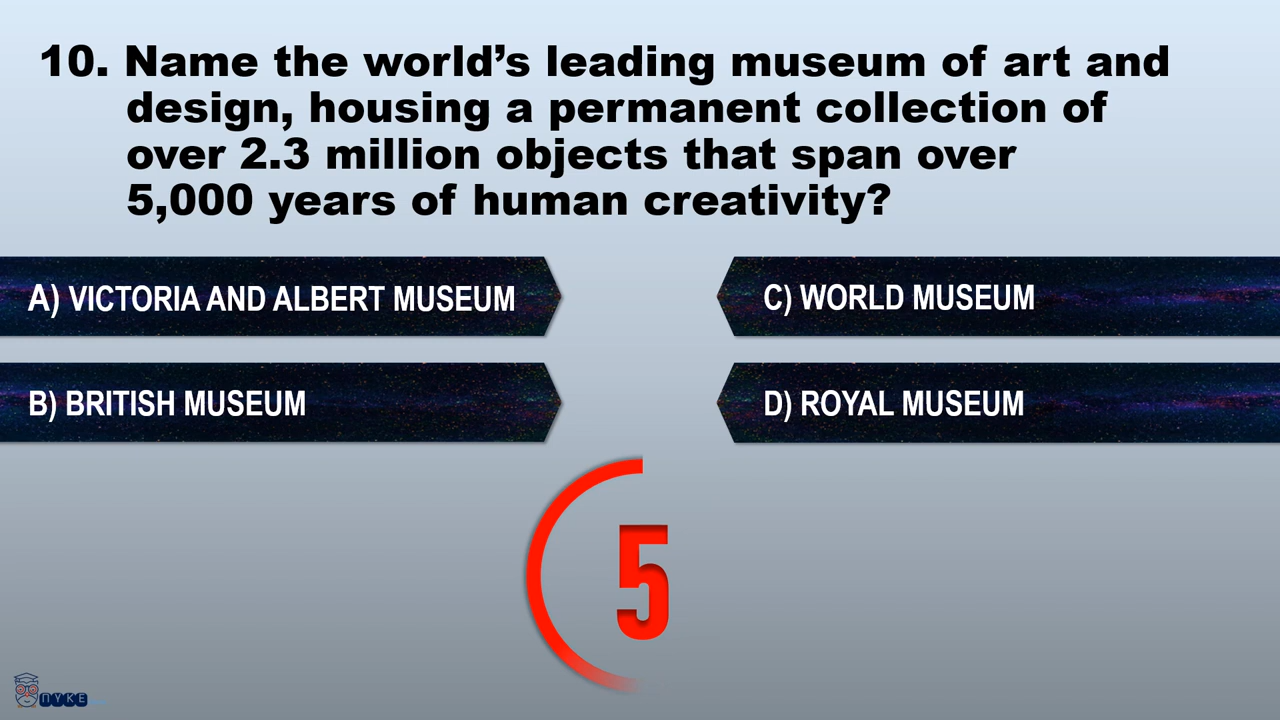 10. Name the world's leading museum of art and
design, housing a permanent collection of
over 2.3 million objects that span over
5,000 years of human creativity?
A) VICTORIA AND ALBERT MUSEUM
C) WORLD MUSEUM
B) BRITISH MUSEUM
D) ROYAL MUSEUM
5
NYKE